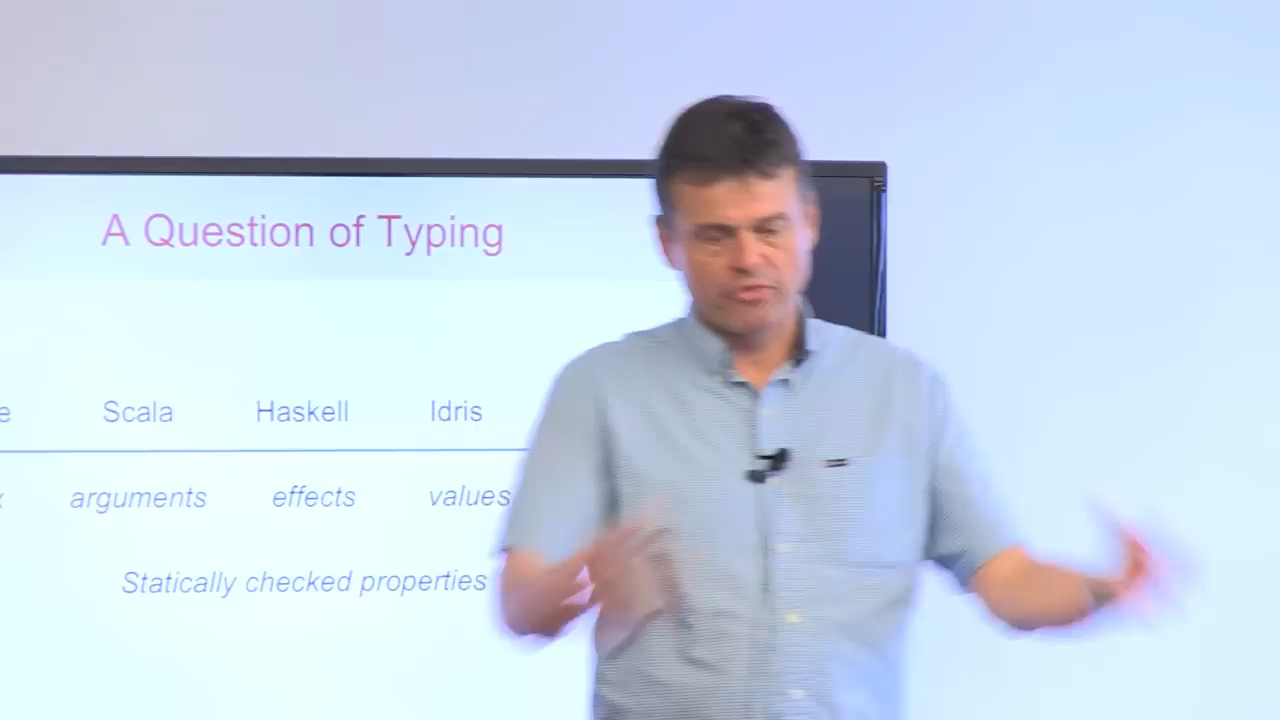 A Question of Typing
Scala Haskell Idris
arguments effects values
Statically checked properties